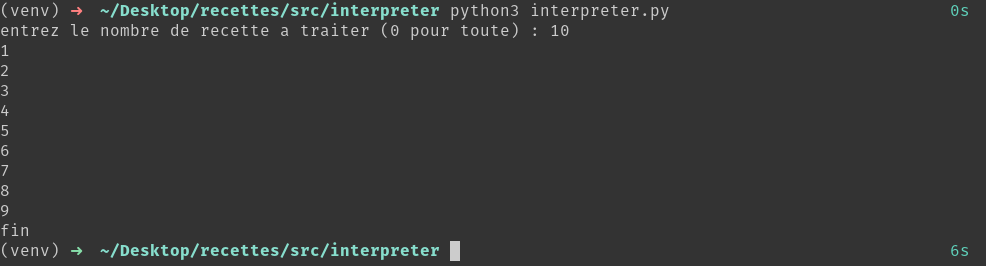 (venv) ➜ ~/Desktop/recettes/src/interpreter python3 interpreter.py 0s
entrez le nombre de recette a traiter (0 pour toute) : 10
1
2
3
4
5
6
7
8
9
fin
(venv) ➜ ~/Desktop/recettes/src/interpreter 6s